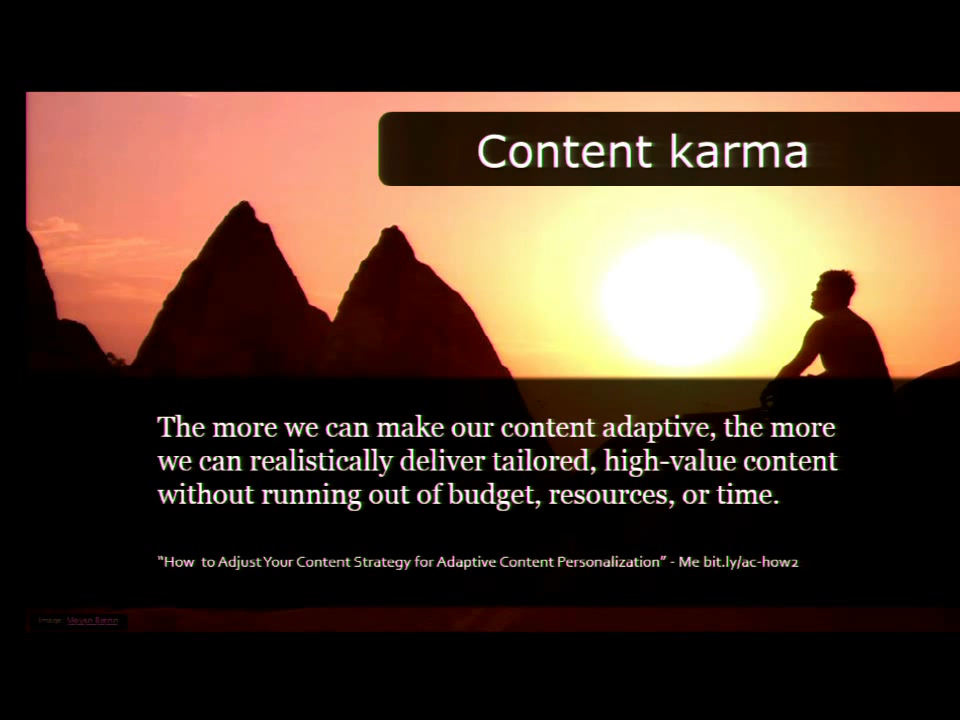 Content karma
The more we can make our content adaptive, the more
we can realistically deliver tailored, high-value content
without running out of budget, resources, or time.
“How to Adjust Your Content Strategy for Adaptive Content Personalization” - Me bit.ly/ac-how2
Image: